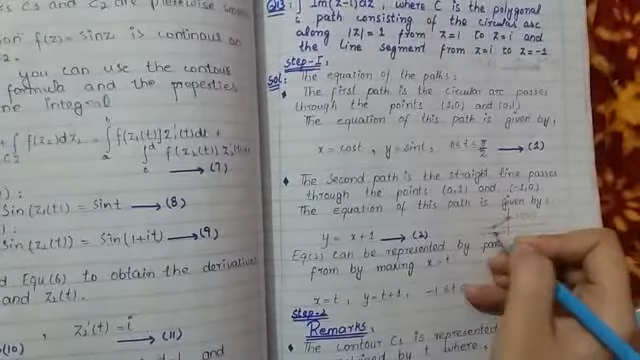 C1 and C2 are piecewise
f(z) = sinz is continous on
you can use the contour
formula and the properties
line integral
∫ f(z)dz = ∫ f(z₁(t)) z₁'(t)dt +
∫ f(z₂(t)) z₂'(t)dt
→ (7)
Sin(z₁(t)) = sint → (8)
Sin(z₂(t)) = Sin(1+it) → (9)
Equ(6) to obtain the derivatives
and z₁(t).
(10)
z₂'(t) = i → (11)
and
Q13: ∫ Im(z-i)dz, where C is the polygonal
path consisting of the circular arc
along |z|=1 from z=1 to z=i and
the line segment from z=i to z=-1
Step-I:
Sol: The equation of the paths:
The first path is the circular arc passes
through the points (1,0) and (0,1)
The equation of this path is given by,
x = cost, y = sint, 0≤t≤π/2 → (1)
The second path is the straight line passes
through the points (0,1) and (-1,0).
The equation of this path is given by:
y = x+1 → (2)
Eq(2) can be represented by
from by making x=t
x=t, y=t+1, -1≤t
Step-2
Remarks:
The contour C1 is represented
by t where,